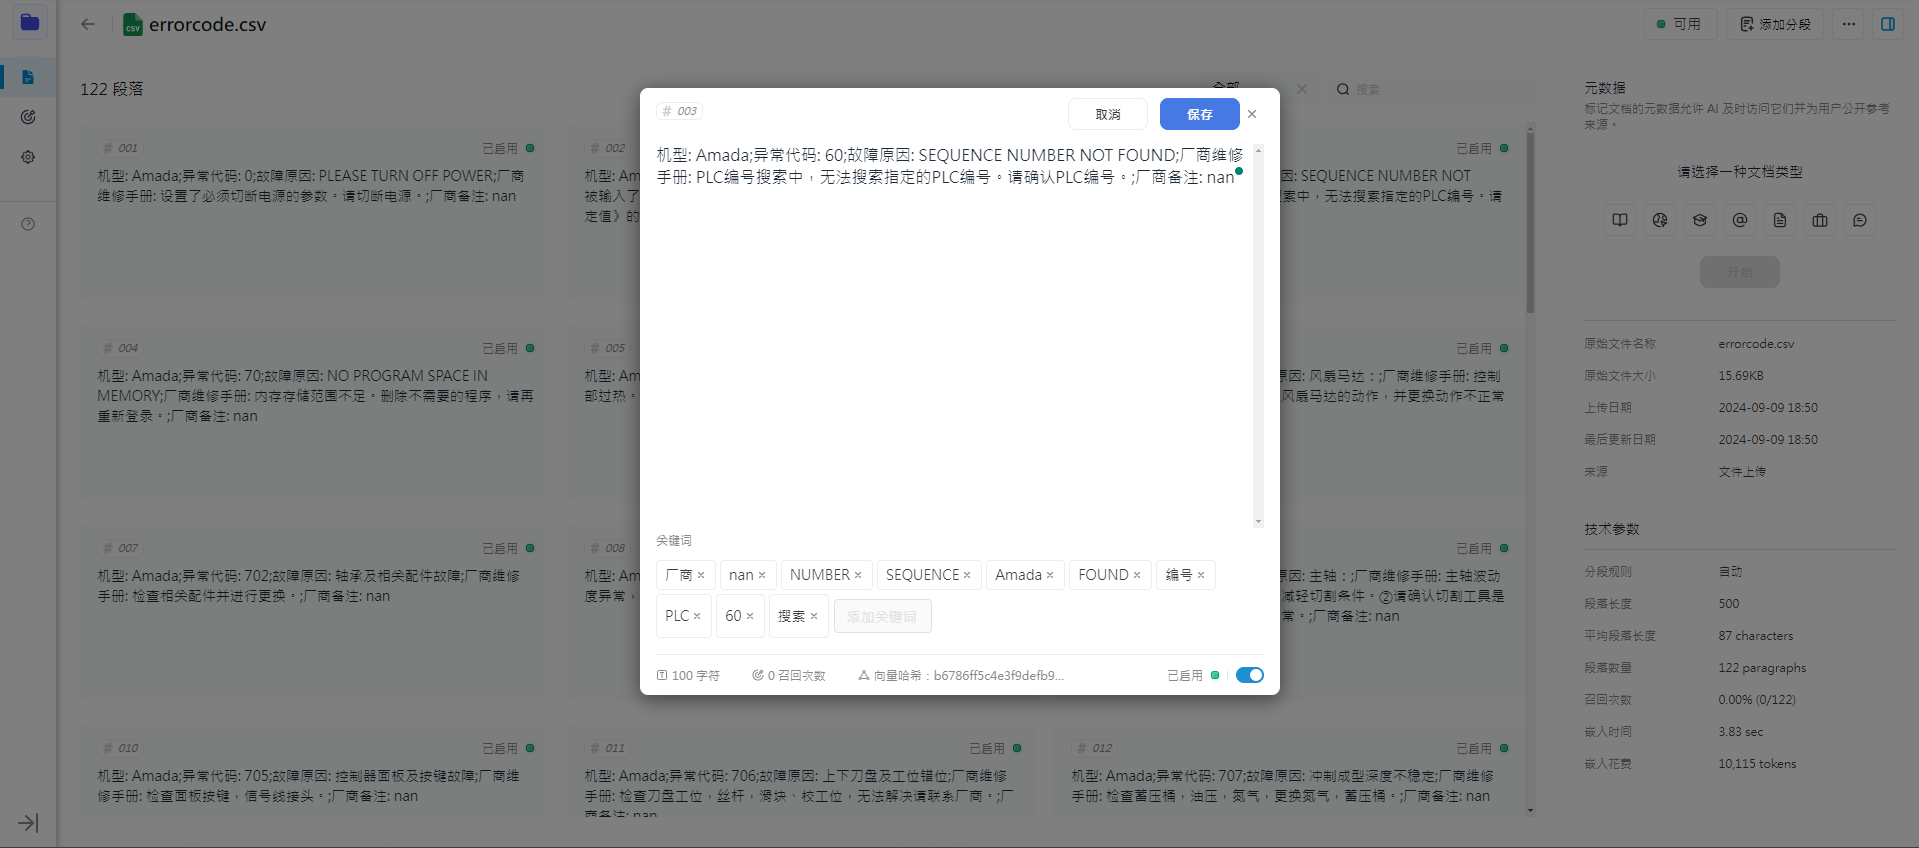 errorcode.csv
可用
添加分段
122 段落
全部
搜索
# 001
已启用
机型: Amada;异常代码: 0;故障原因: PLEASE TURN OFF POWER;厂商
维修手册: 设置了必须切断电源的参数。请切断电源。;厂商备注: nan
# 002
机型: Am
被输入了
定值》的
已启用
因: SEQUENCE NUMBER NOT
索中，无法搜索指定的PLC编号。请
# 003
取消
保存
机型: Amada;异常代码: 60;故障原因: SEQUENCE NUMBER NOT FOUND;厂商维修
手册: PLC编号搜索中，无法搜索指定的PLC编号。请确认PLC编号。;厂商备注: nan
关键词
厂商
nan
NUMBER
SEQUENCE
Amada
FOUND
编号
PLC
60
搜索
添加关键词
100 字符
0 召回次数
向量哈希：b6786ff5c4e3f9defb9...
已启用
# 004
已启用
机型: Amada;异常代码: 70;故障原因: NO PROGRAM SPACE IN
MEMORY;厂商维修手册: 内存存储范围不足。删除不需要的程序，请再
重新登录。;厂商备注: nan
# 005
机型: Am
部过热。
已启用
原因: 风扇马达：;厂商维修手册: 控制
风扇马达的动作，并更换动作不正常
# 007
已启用
机型: Amada;异常代码: 702;故障原因: 轴承及相关配件故障;厂商维修
手册: 检查相关配件并进行更换。;厂商备注: nan
# 008
机型: Am
度异常，
已启用
原因: 主轴：;厂商维修手册: 主轴波动
减轻切割条件。②请确认切割工具是
常。;厂商备注: nan
# 010
已启用
机型: Amada;异常代码: 705;故障原因: 控制器面板及按键故障;厂商维
修手册: 检查面板按键，信号线接头。;厂商备注: nan
# 011
已启用
机型: Amada;异常代码: 706;故障原因: 上下刀盘及工位错位;厂商维修
手册: 检查刀盘工位，丝杆，滑块、校工位，无法解决请联系厂商。;厂
商备注: nan
# 012
已启用
机型: Amada;异常代码: 707;故障原因: 冲制成型深度不稳定;厂商维修
手册: 检查蓄压桶，油压，氮气，更换氮气，蓄压桶。;厂商备注: nan
元数据
标记文档的元数据允许 AI 及时访问它们并为用户公开参考
来源。
请选择一种文档类型
开始
原始文件名称 errorcode.csv
原始文件大小 15.69KB
上传日期 2024-09-09 18:50
最后更新日期 2024-09-09 18:50
来源 文件上传
技术参数
分段规则 自动
段落长度 500
平均段落长度 87 characters
段落数量 122 paragraphs
召回次数 0.00% (0/122)
嵌入时间 3.83 sec
嵌入花费 10,115 tokens